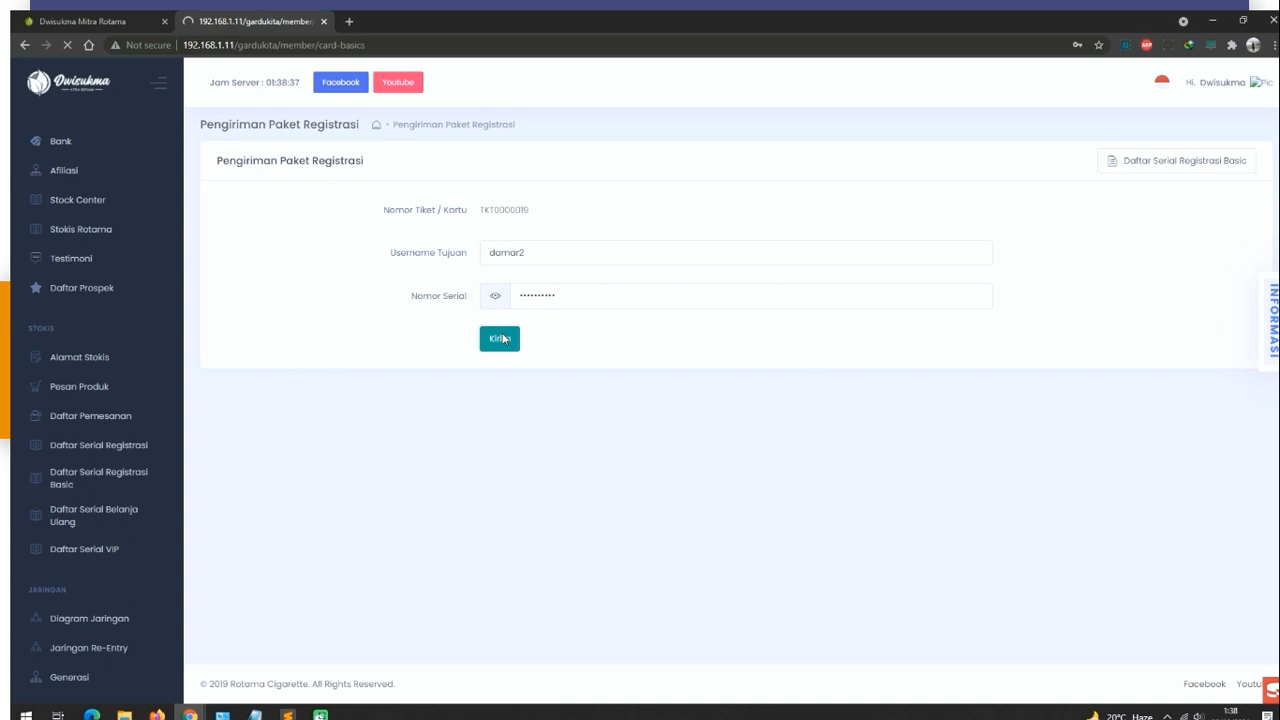 Dwisukma Mitra Rotama
192.168.1.11/gardukita/member/
Not secure
192.168.1.11/gardukita/member/card-basics
Dwisukma
Jam Server : 01:38:37
Facebook
Youtube
Hi, Dwisukma
Pic
Pengiriman Paket Registrasi
- Pengiriman Paket Registrasi
Pengiriman Paket Registrasi
Daftar Serial Registrasi Basic
Nomor Tiket / Kartu
TKT0000019
Username Tujuan
damar2
Nomor Serial
••••••••••
INFORMASI
Bank
Afiliasi
Stock Center
Stokis Rotama
Testimoni
Daftar Prospek
STOKIS
Alamat Stokis
Pesan Produk
Daftar Pemesanan
Daftar Serial Registrasi
Daftar Serial Registrasi
Basic
Daftar Serial Belanja
Ulang
Daftar Serial VIP
JARINGAN
Diagram Jaringan
Jaringan Re-Entry
Generasi
© 2019 Rotama Cigarette. All Rights Reserved.
Facebook
Youtu
20°C Haze
1:38